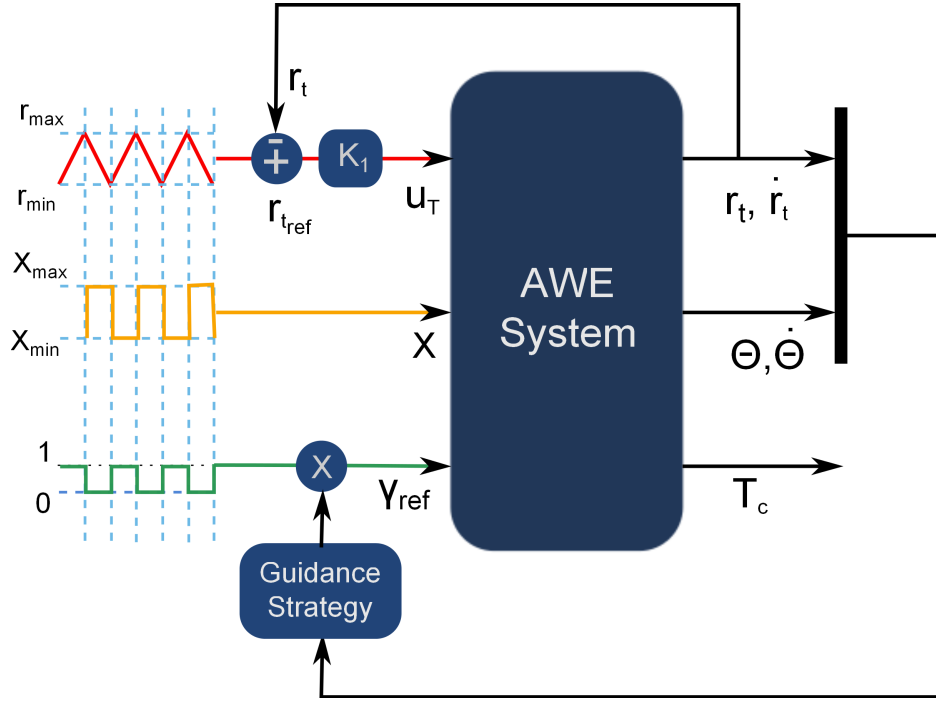 r_t
r_max
r_min
∓
K_1
r_t_ref
u_T
r_t, ṙ_t
X_max
X_min
X
AWE
System
Θ,Θ̇
1
0
X
γ_ref
T_c
Guidance
Strategy